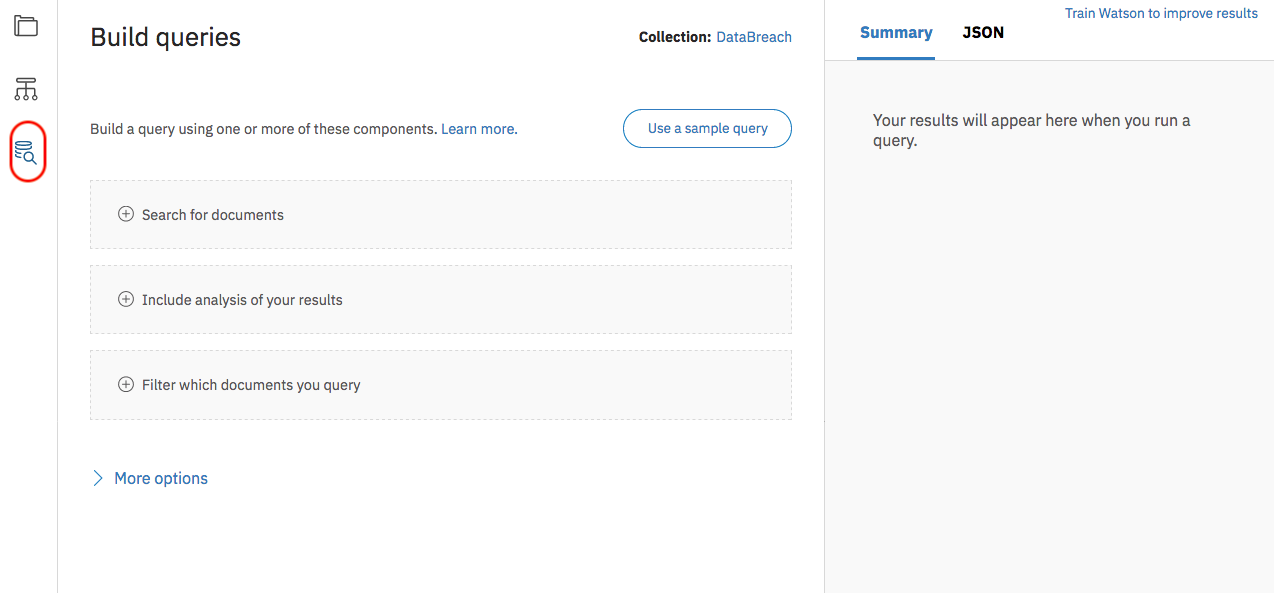 Build queries
Collection: DataBreach
Build a query using one or more of these components. Learn more.
Use a sample query
Search for documents
Include analysis of your results
Filter which documents you query
More options
Train Watson to improve results
Summary JSON
Your results will appear here when you run a
query.